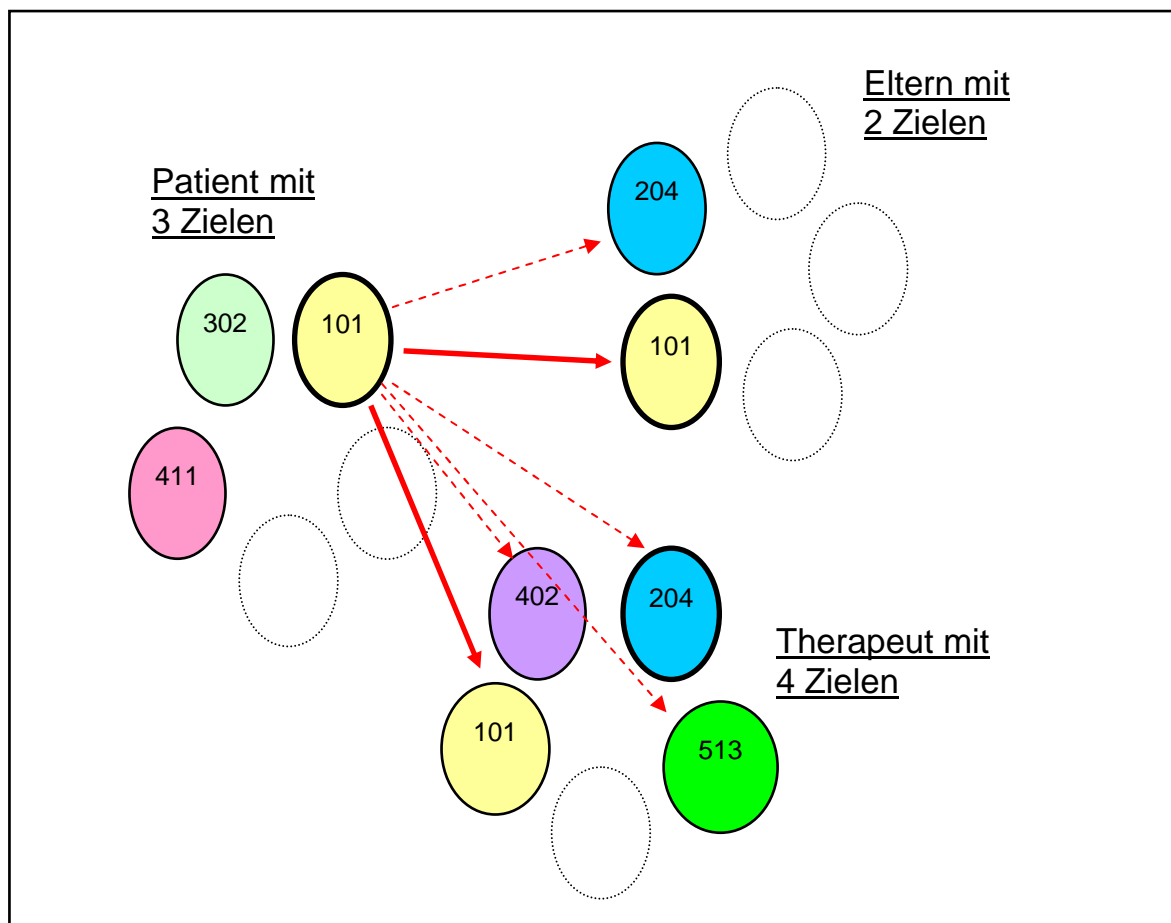 Eltern mit
2 Zielen
204
Patient mit
3 Zielen
302
101
101
411
402
204
Therapeut mit
4 Zielen
101
513